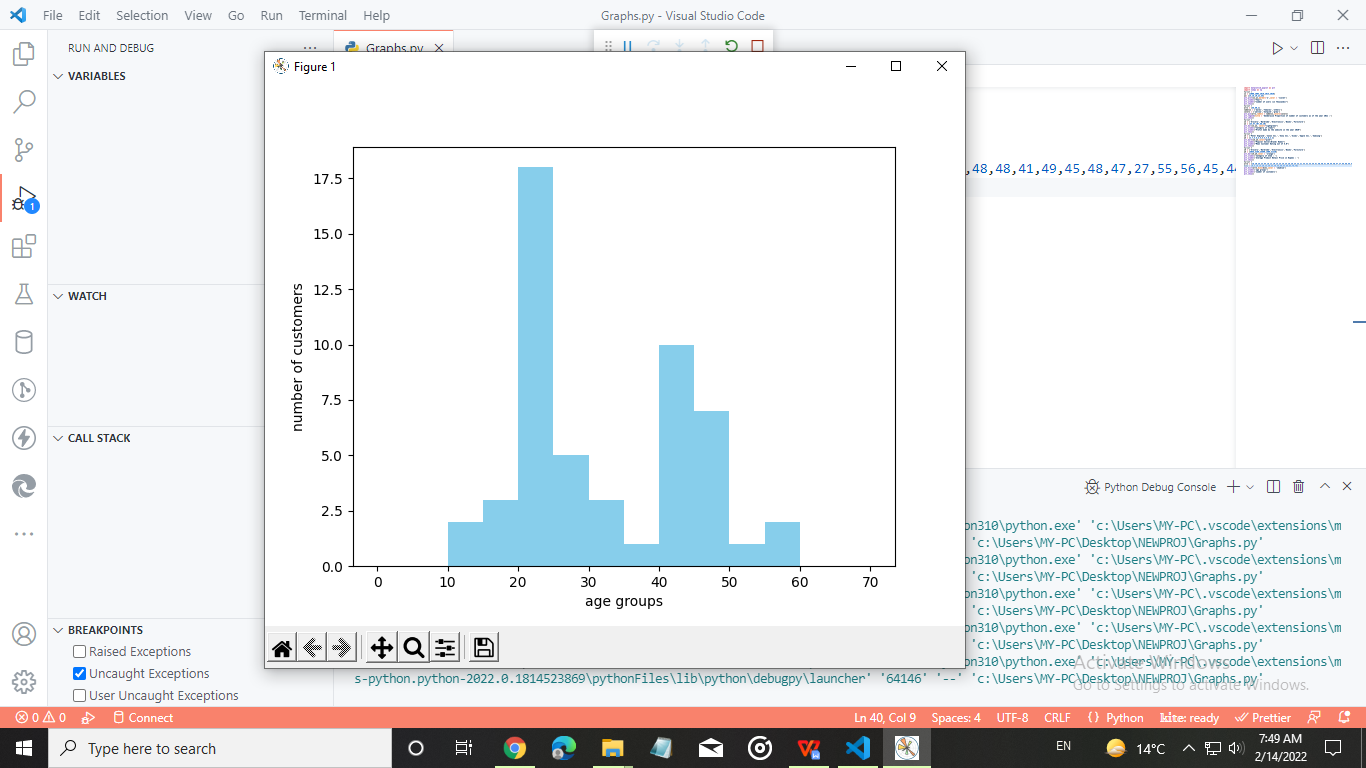 File Edit Selection View Go Run Terminal Help
Graphs.py - Visual Studio Code
RUN AND DEBUG
Graphs.py
VARIABLES
WATCH
CALL STACK
BREAKPOINTS
Raised Exceptions
Uncaught Exceptions
User Uncaught Exceptions
1
Figure 1
17.5
15.0
12.5
10.0
7.5
5.0
2.5
0.0
number of customers
0 10 20 30 40 50 60 70
age groups
,48,48,41,49,45,48,47,27,55,56,45,4
Python Debug Console
on310\python.exe' 'c:\Users\MY-PC\.vscode\extensions\m
'c:\Users\MY-PC\Desktop\NEWPROJ\Graphs.py'
on310\python.exe' 'c:\Users\MY-PC\.vscode\extensions\m
'c:\Users\MY-PC\Desktop\NEWPROJ\Graphs.py'
on310\python.exe' 'c:\Users\MY-PC\.vscode\extensions\m
'c:\Users\MY-PC\Desktop\NEWPROJ\Graphs.py'
on310\python.exe' 'c:\Users\MY-PC\.vscode\extensions\m
'c:\Users\MY-PC\Desktop\NEWPROJ\Graphs.py'
on310\python.exe' 'c:\Users\MY-PC\.vscode\extensions\m
s-python.python-2022.0.1814523869\pythonFiles\lib\python\debugpy\launcher' '64146' '--' 'c:\Users\MY-PC\Desktop\NEWPROJ\Graphs.py'
Activate Windows
Go to Settings to activate Windows.
0 0 Connect
Ln 40, Col 9 Spaces: 4 UTF-8 CRLF Python kite: ready Prettier
Type here to search
EN
14°C
7:49 AM
2/14/2022